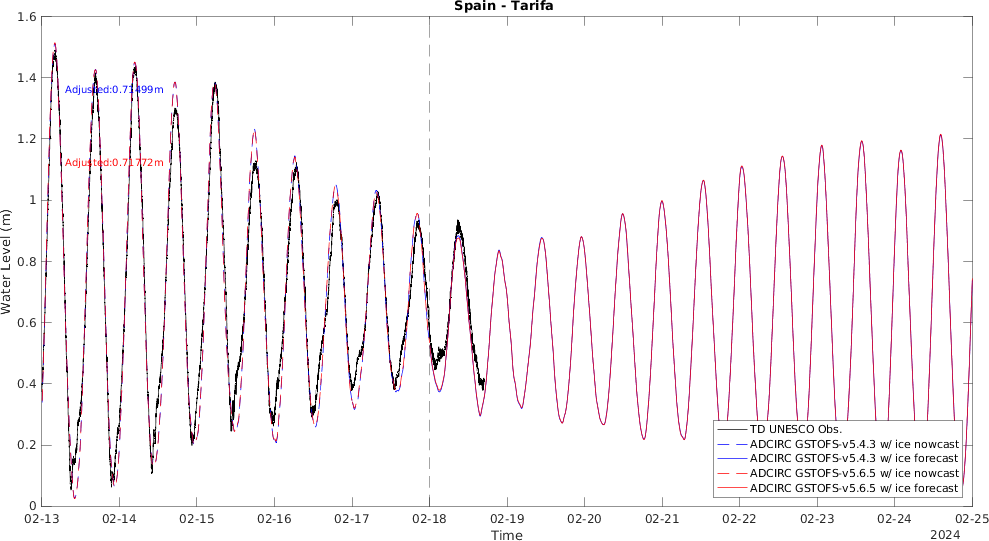 Spain - Tarifa
1.6
1.4
Adjusted:0.71499m
1.2
Adjusted:0.71772m
1
0.8
0.6
0.4
0.2
0
Water Level (m)
TD UNESCO Obs.
ADCIRC GSTOFS-v5.4.3 w/ ice nowcast
ADCIRC GSTOFS-v5.4.3 w/ ice forecast
ADCIRC GSTOFS-v5.6.5 w/ ice nowcast
ADCIRC GSTOFS-v5.6.5 w/ ice forecast
02-13 02-14 02-15 02-16 02-17 02-18 02-19 02-20 02-21 02-22 02-23 02-24 02-25
Time
2024